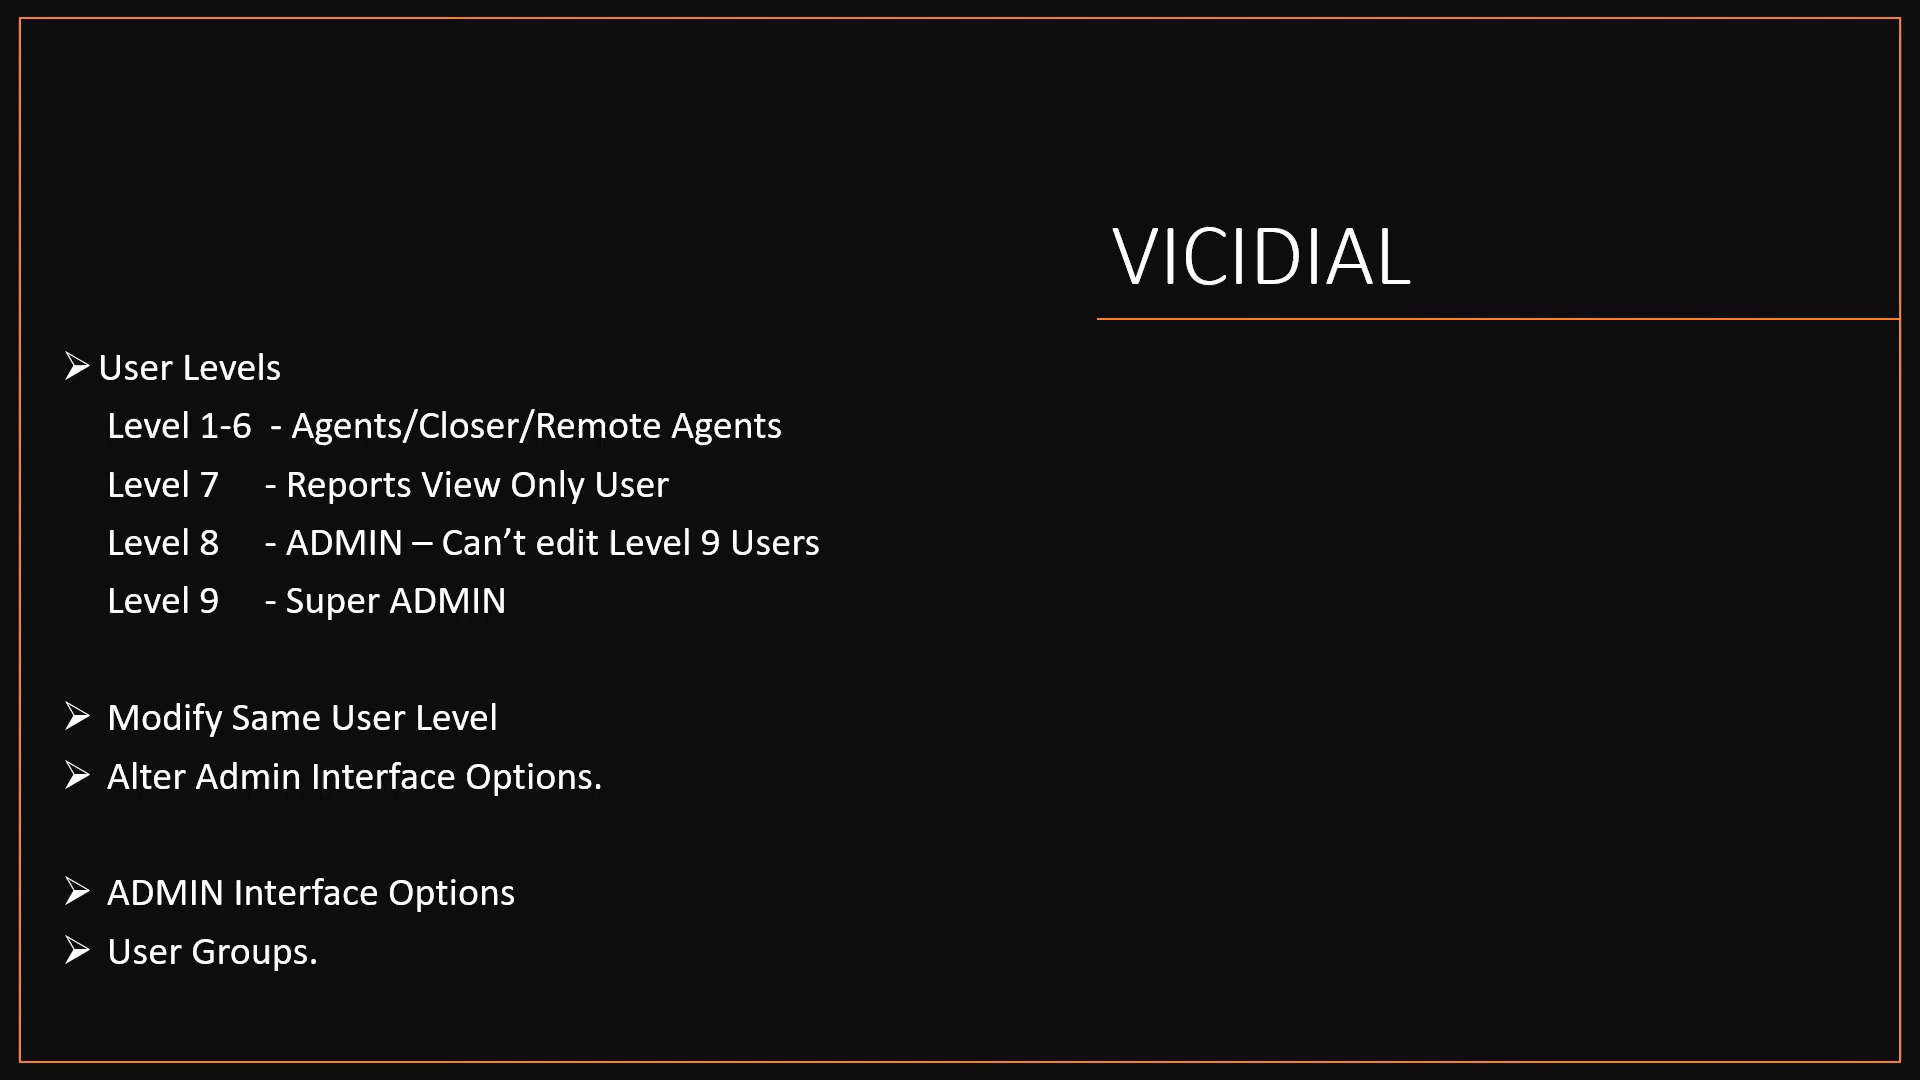 VICIDIAL
➢ User Levels
Level 1-6 - Agents/Closer/Remote Agents
Level 7 - Reports View Only User
Level 8 - ADMIN – Can’t edit Level 9 Users
Level 9 - Super ADMIN
➢ Modify Same User Level
➢ Alter Admin Interface Options.
➢ ADMIN Interface Options
➢ User Groups.